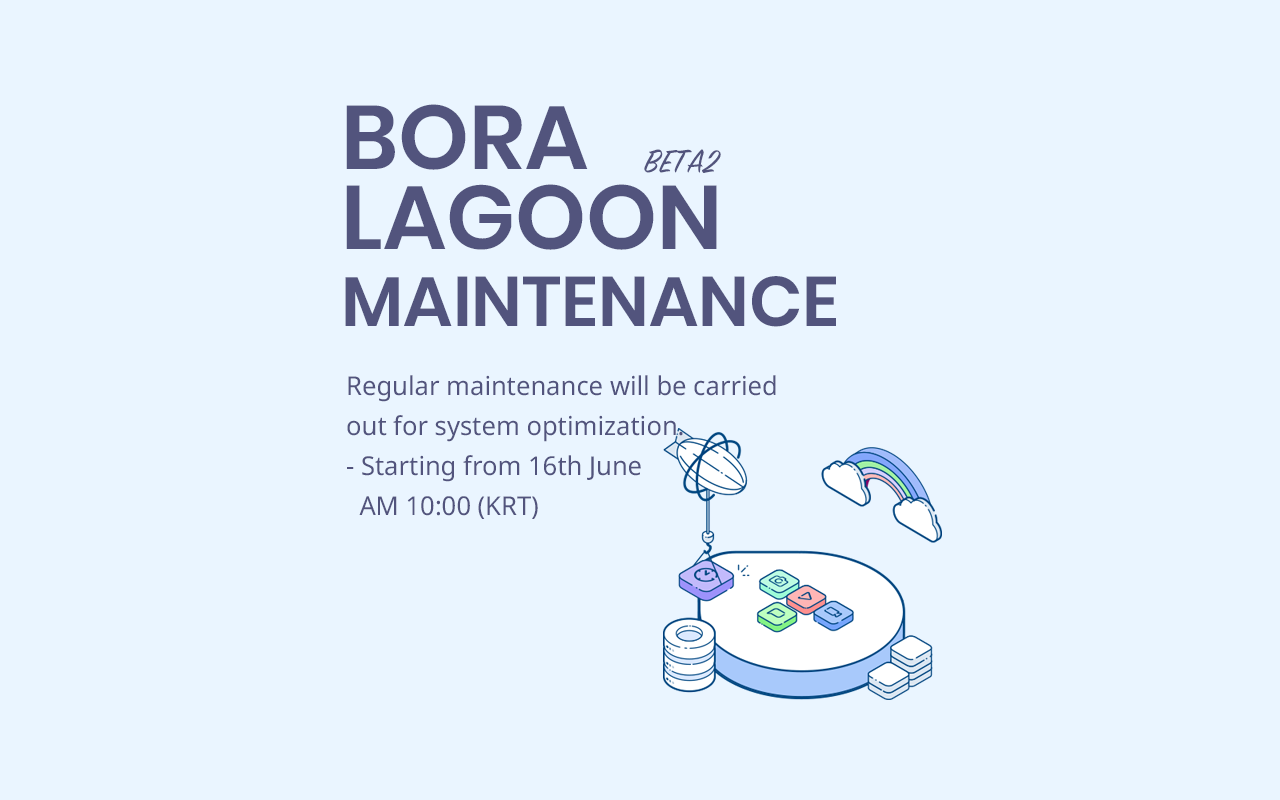 BORA
BETA2
LAGOON
MAINTENANCE
Regular maintenance will be carried
out for system optimization.
- Starting from 16th June
AM 10:00 (KRT)